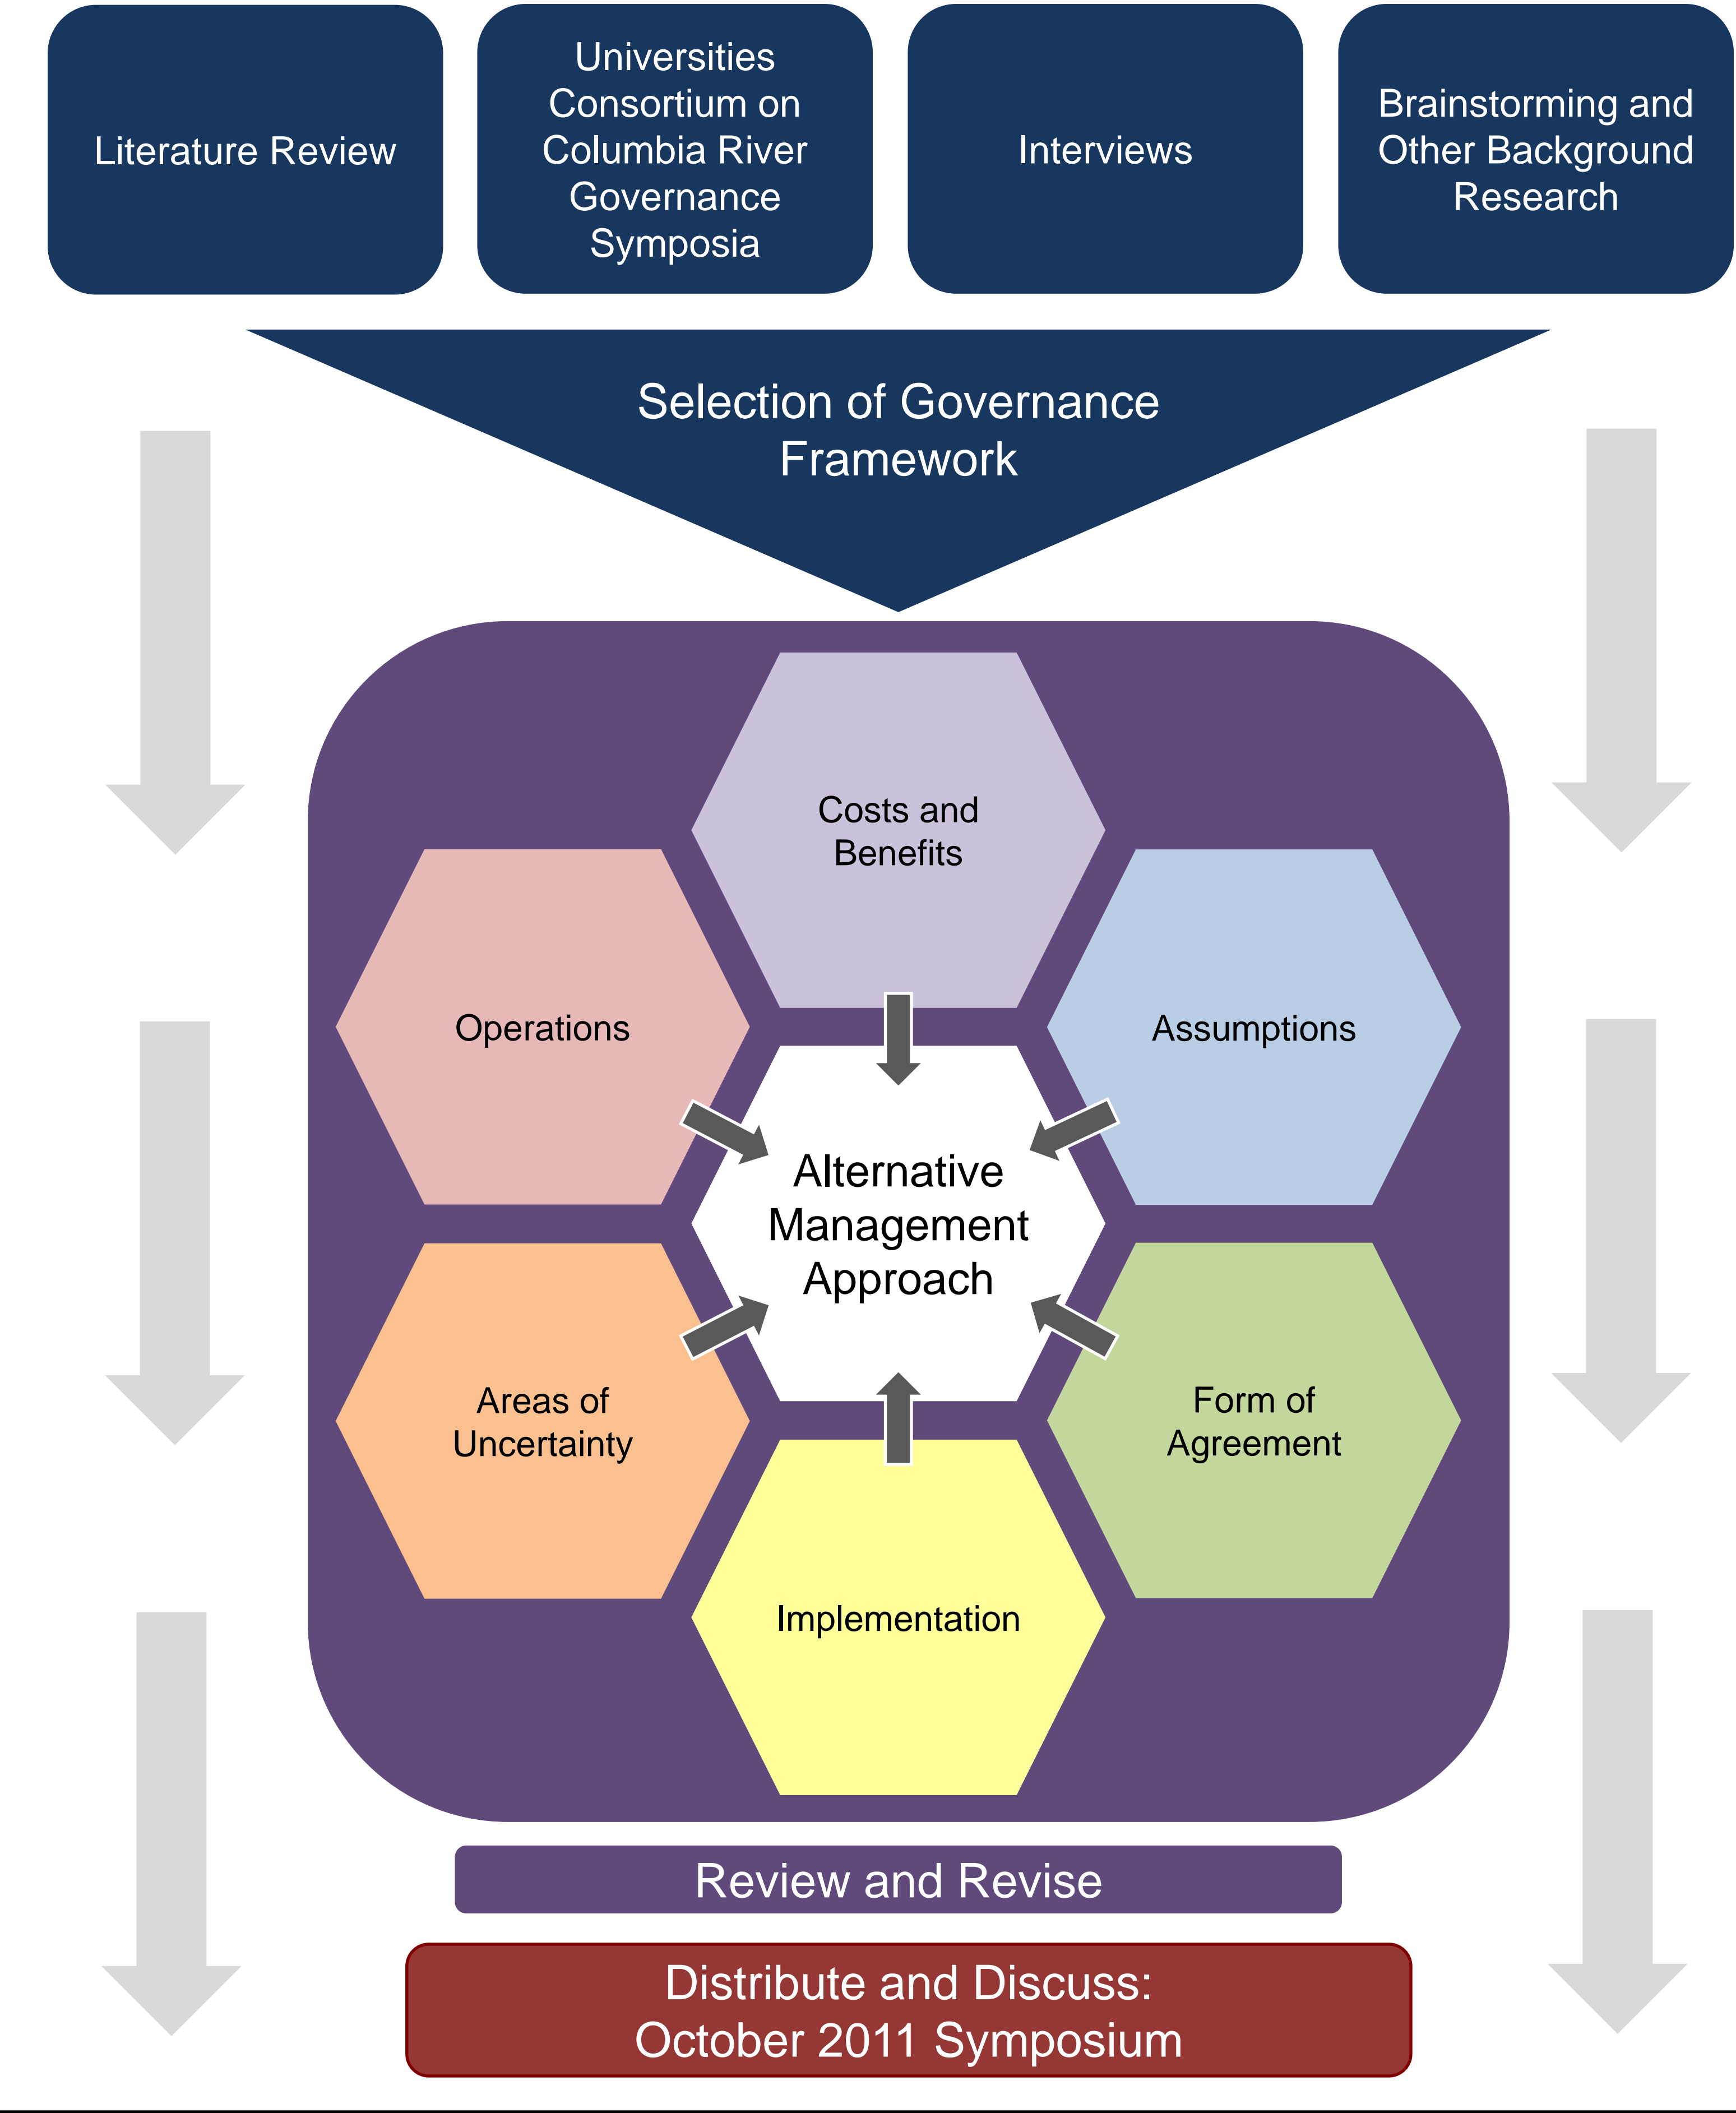 Literature Review
Universities
Consortium on
Columbia River
Governance
Symposia
Interviews
Brainstorming and
Other Background
Research
Selection of Governance
Framework
Costs and
Benefits
Operations
Assumptions
Alternative
Management
Approach
Areas of
Uncertainty
Form of
Agreement
Implementation
Review and Revise
Distribute and Discuss:
October 2011 Symposium